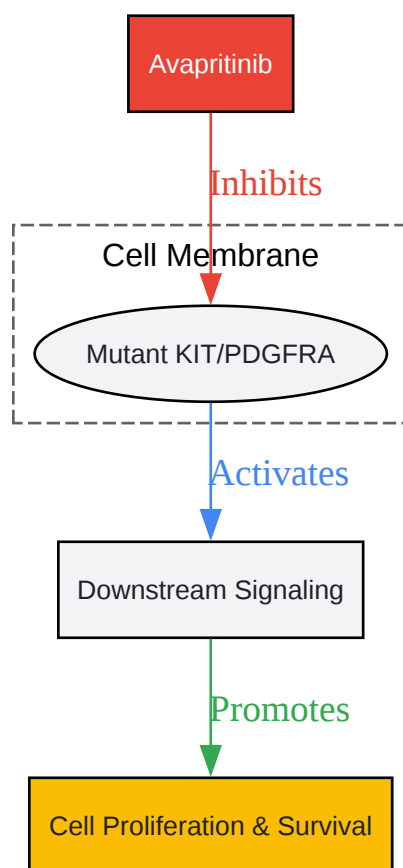 Avapritinib
Inhibits
Cell Membrane
Mutant KIT/PDGFRA
Activates
Downstream Signaling
Promotes
Cell Proliferation & Survival